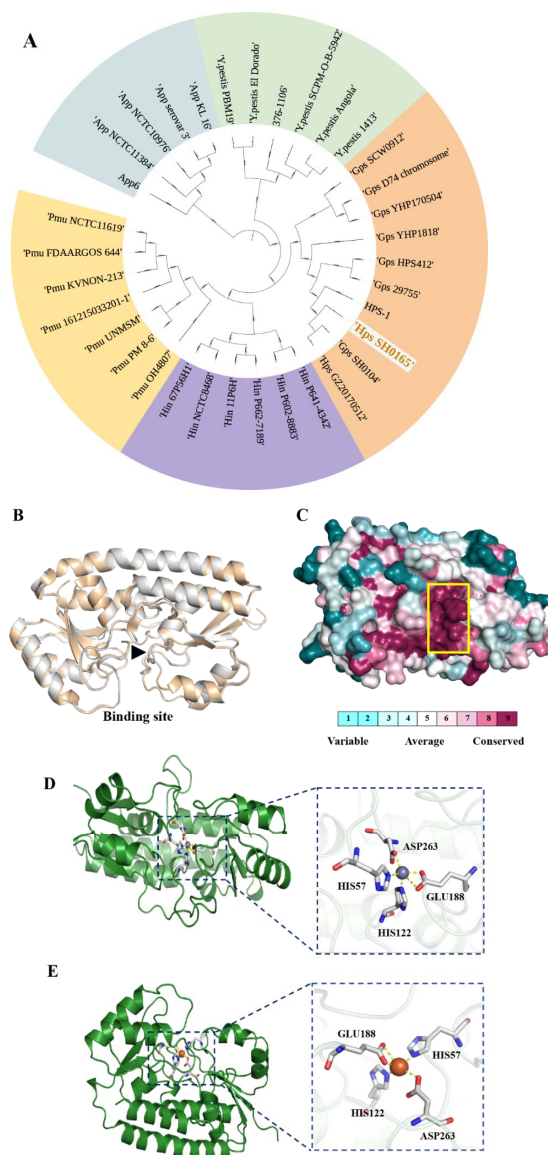 A
'App KL 16'
'App serovar 3'
'App NCTC10976'
'App NCTC11384'
App6
'Y.pestis PBM19'
'Y.pestis El Dorado'
376-1106'
'Y.pestis SCPM-O-B-5942'
'Y.pestis Angola'
'Y.pestis 1413'
'Gps SCW0912'
'Gps D74 chromosome'
'Gps YHP170504'
'Gps YHP1818'
'Gps HPS412'
'Gps 29755'
HPS-1
'Hps SH0165'
'Gps SH0104'
'Hps GZ20170512'
'Hin P641-4342'
'Hin P602-8883'
'Hin P662-7189'
'Hin 11P6H'
'Hin NCTC8468'
'Hin 67P56H1'
'Pmu OH4807'
'Pmu PM 8-6'
'Pmu UNMSM'
'Pmu 161215033201-1'
'Pmu KVNON-213'
'Pmu FDAARGOS 644'
'Pmu NCTC11619'
B
Binding site
C
1 2 3 4 5 6 7 8 9
Variable Average Conserved
D
ASP263
HIS57
GLU188
HIS122
E
GLU188
HIS57
HIS122
ASP263